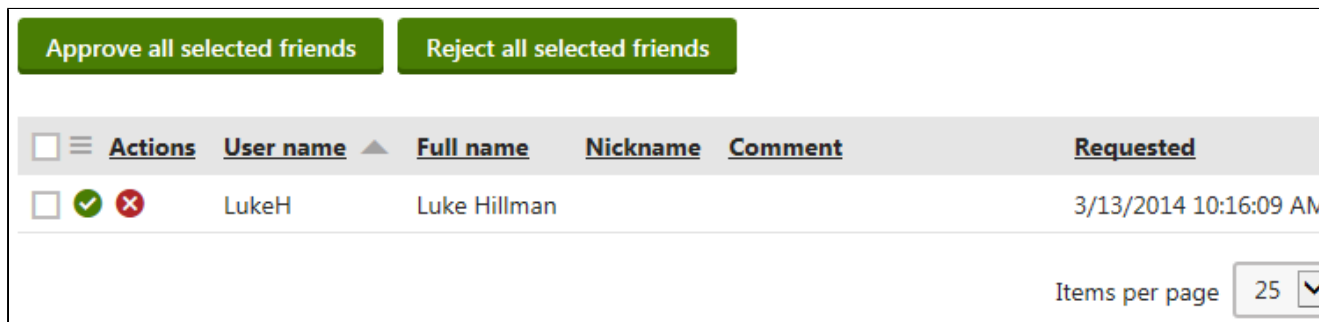 Approve all selected friends Reject all selected friends
Actions User name Full name Nickname Comment Requested
LukeH Luke Hillman 3/13/2014 10:16:09 AM
Items per page 25